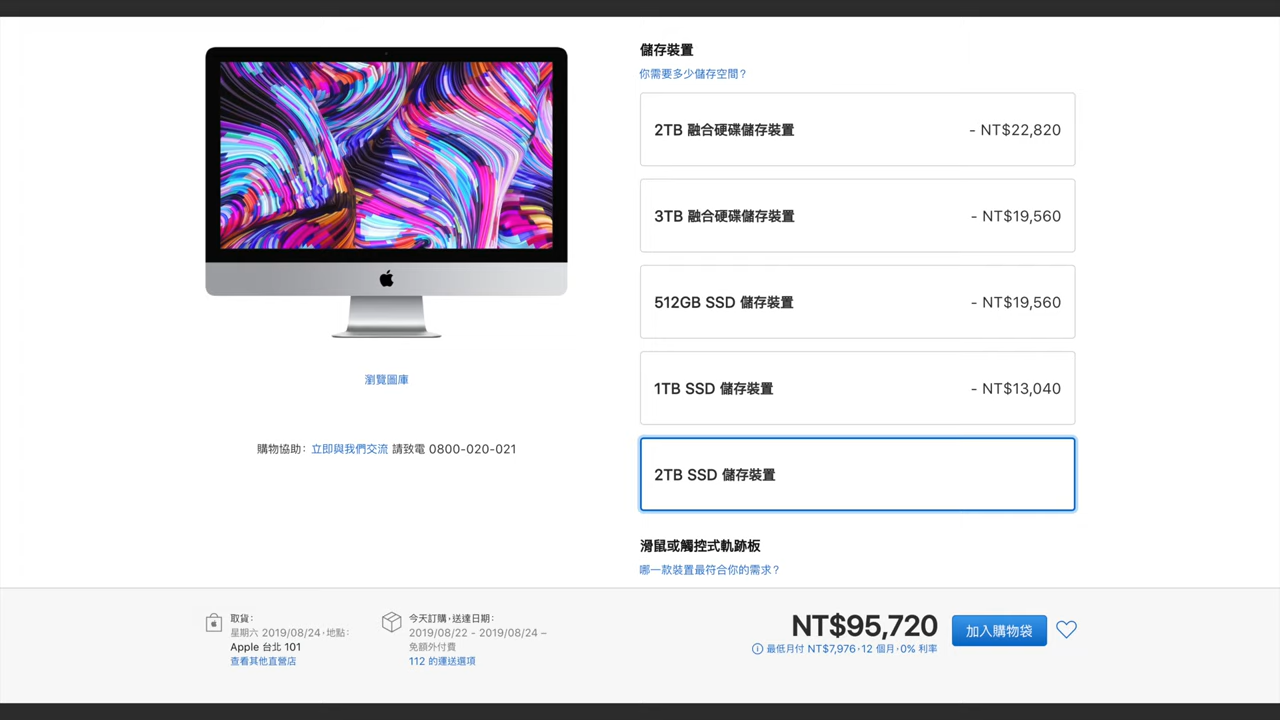 儲存裝置
你需要多少儲存空間？
2TB 融合硬碟儲存裝置 - NT$22,820
3TB 融合硬碟儲存裝置 - NT$19,560
512GB SSD 儲存裝置 - NT$19,560
1TB SSD 儲存裝置 - NT$13,040
2TB SSD 儲存裝置
滑鼠或觸控式軌跡板
哪一款裝置最符合你的需求？
瀏覽圖庫
購物協助： 立即與我們交流 請致電 0800-020-021
取貨：
星期六 2019/08/24‧地點：
Apple 台北 101
查看其他直營店
今天訂購‧送達日期：
2019/08/22 - 2019/08/24 ~
免額外付費
112 的運送選項
NT$95,720
最低月付 NT$7,976‧12 個月‧0% 利率
加入購物袋